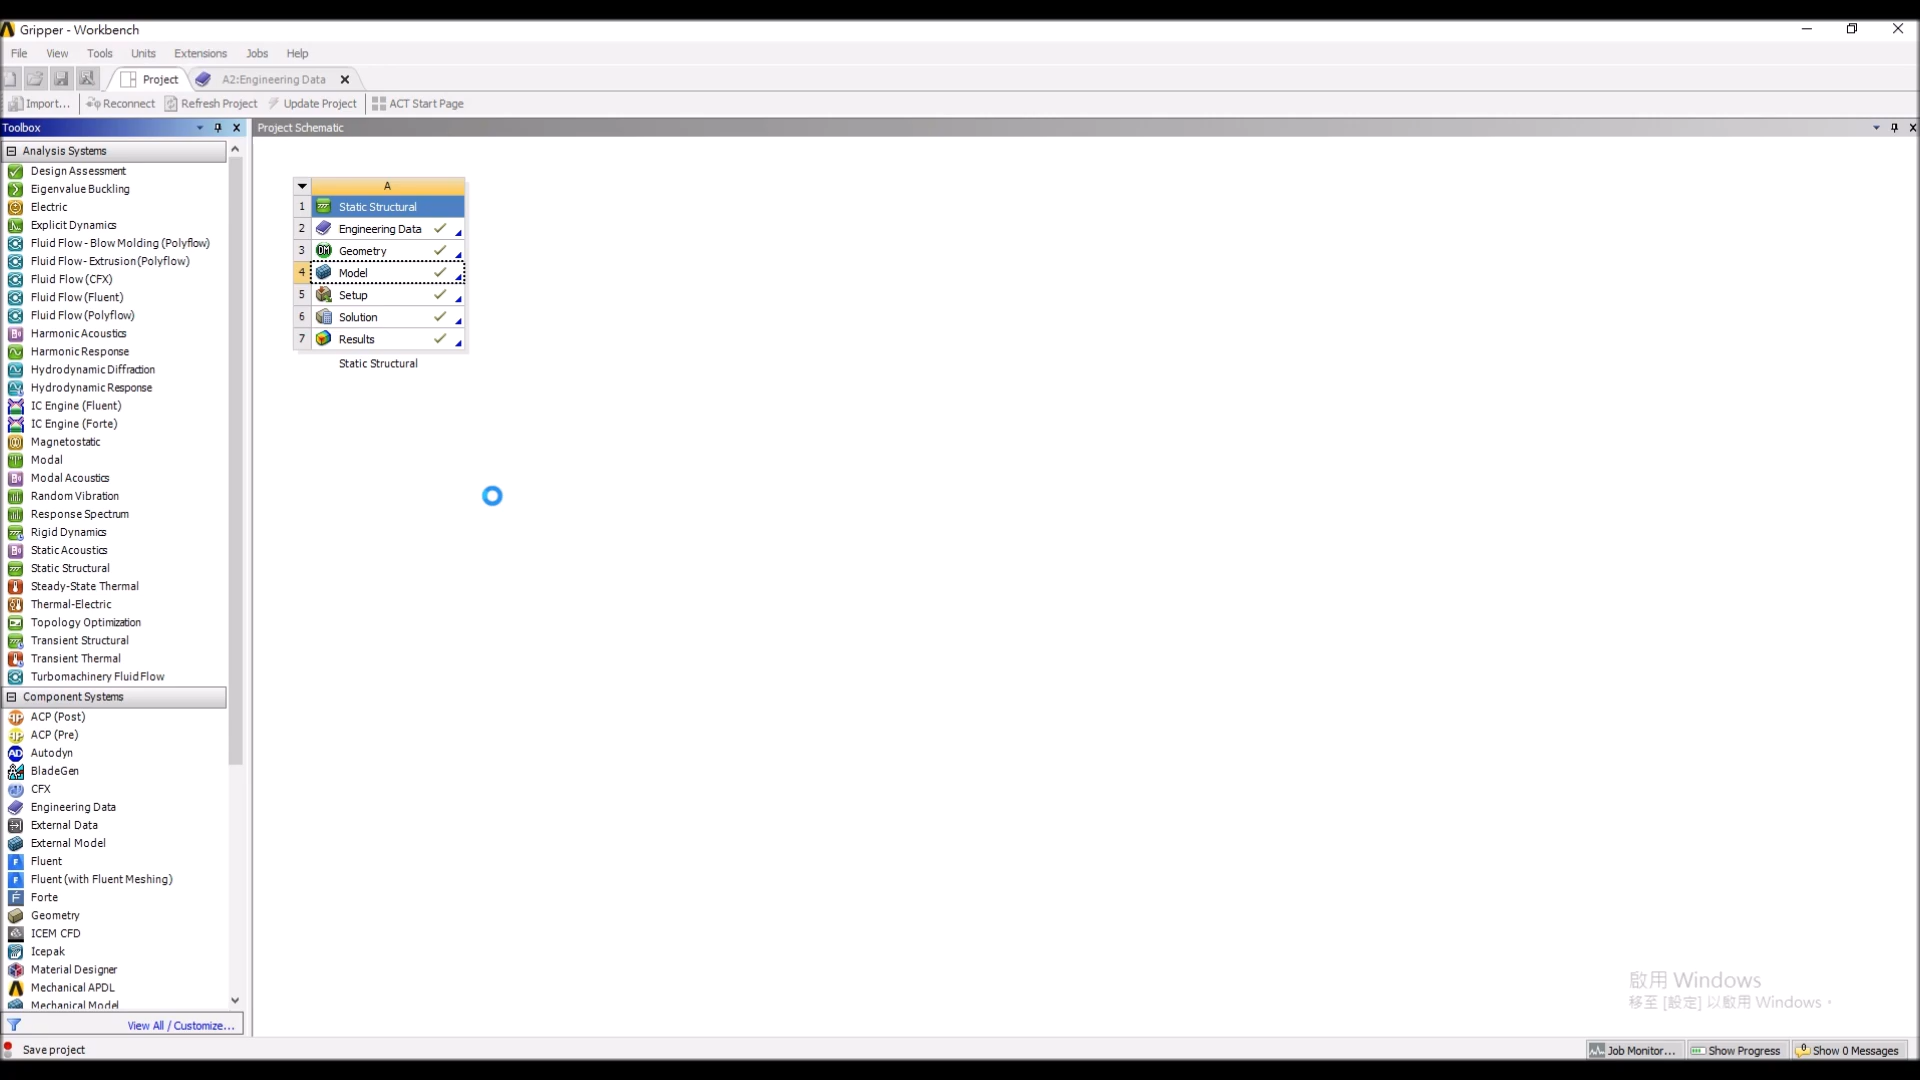 Gripper - Workbench
File View Tools Units Extensions Jobs Help
Project A2:Engineering Data
Import... Reconnect Refresh Project Update Project ACT Start Page
Toolbox
Project Schematic
Analysis Systems
Design Assessment
Eigenvalue Buckling
Electric
Explicit Dynamics
Fluid Flow - Blow Molding (Polyflow)
Fluid Flow - Extrusion (Polyflow)
Fluid Flow (CFX)
Fluid Flow (Fluent)
Fluid Flow (Polyflow)
Harmonic Acoustics
Harmonic Response
Hydrodynamic Diffraction
Hydrodynamic Response
IC Engine (Fluent)
IC Engine (Forte)
Magnetostatic
Modal
Modal Acoustics
Random Vibration
Response Spectrum
Rigid Dynamics
Static Acoustics
Static Structural
Steady-State Thermal
Thermal-Electric
Topology Optimization
Transient Structural
Transient Thermal
Turbomachinery Fluid Flow
Component Systems
ACP (Post)
ACP (Pre)
Autodyn
BladeGen
CFX
Engineering Data
External Data
External Model
Fluent
Fluent (with Fluent Meshing)
Forte
Geometry
ICEM CFD
Icepak
Material Designer
Mechanical APDL
Mechanical Model
View All / Customize...
A
1 Static Structural
2 Engineering Data
3 Geometry
4 Model
5 Setup
6 Solution
7 Results
Static Structural
啟用 Windows
移至 [設定] 以啟用 Windows。
Save project
Job Monitor... Show Progress Show 0 Messages